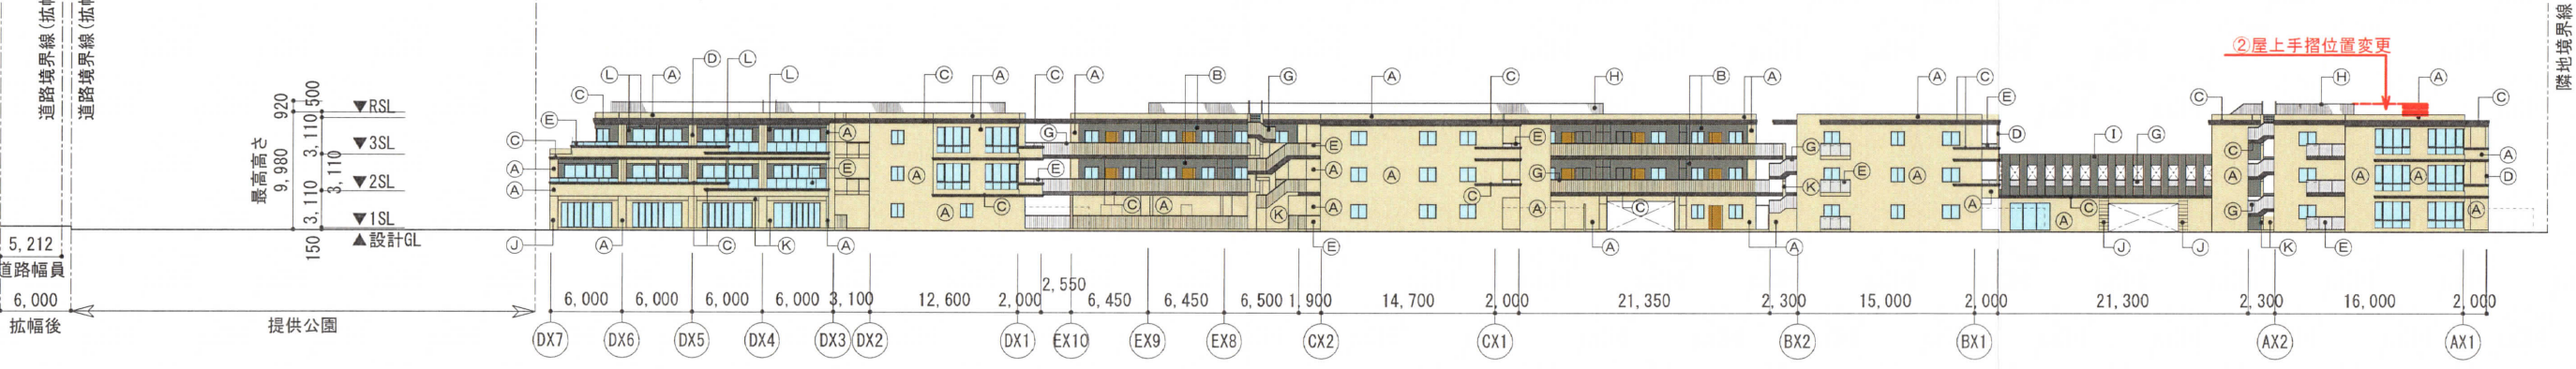 道路境界線(拡幅
道路境界線(拡幅
隣地境界線
②屋上手摺位置変更
Ⓛ Ⓐ Ⓓ Ⓛ Ⓛ Ⓒ Ⓐ Ⓒ Ⓐ Ⓑ Ⓖ Ⓐ Ⓒ Ⓗ Ⓑ Ⓐ Ⓐ Ⓒ Ⓗ Ⓐ
Ⓒ Ⓔ Ⓒ Ⓒ
920 500
▼RSL
Ⓔ Ⓐ Ⓖ Ⓔ Ⓓ Ⓘ Ⓖ
最高高さ
9,980
3,110
▼3SL
Ⓒ Ⓔ Ⓖ Ⓒ Ⓐ
3,110
Ⓐ Ⓔ Ⓐ Ⓔ Ⓐ Ⓐ Ⓖ Ⓔ Ⓐ Ⓐ Ⓐ Ⓐ Ⓓ
▼2SL
Ⓐ Ⓚ
3,110
Ⓒ Ⓒ Ⓐ Ⓒ Ⓐ Ⓒ
Ⓐ Ⓚ Ⓐ Ⓐ Ⓒ Ⓐ Ⓖ Ⓐ
▼1SL
150
▲設計GL
Ⓙ Ⓐ Ⓒ Ⓚ Ⓐ Ⓔ Ⓐ Ⓐ Ⓙ Ⓙ Ⓚ Ⓔ
5,212
道路幅員
6,000
拡幅後
提供公園
6,000 6,000 6,000 6,000 3,100 12,600 2,000 2,550 6,450 6,450 6,500 1,900 14,700 2,000 21,350 2,300 15,000 2,000 21,300 2,300 16,000 2,000
DX7 DX6 DX5 DX4 DX3 DX2 DX1 EX10 EX9 EX8 CX2 CX1 BX2 BX1 AX2 AX1